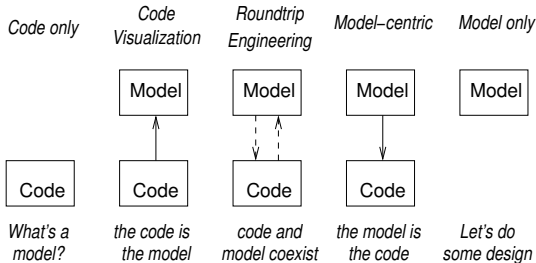 Code only
Code
Visualization
Roundtrip
Engineering
Model–centric
Model only
Model
Model
Model
Model
Code
Code
Code
Code
What's a
model?
the code is
the model
code and
model coexist
the model is
the code
Let's do
some design